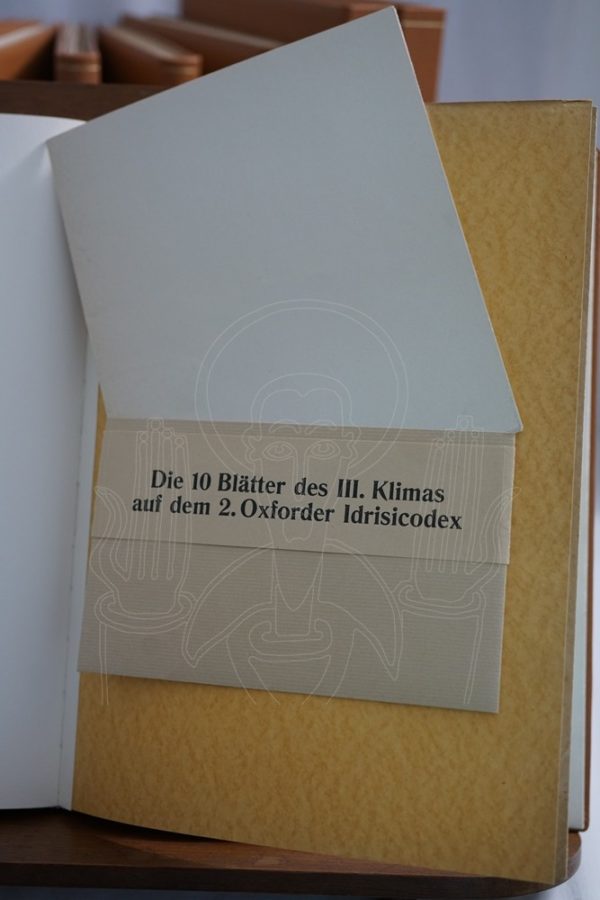 Die 10 Blätter des III. Klimas
auf dem 2. Oxforder Idrisicodex